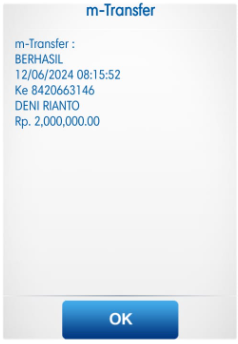 m-Transfer
m-Transfer :
BERHASIL
12/06/2024 08:15:52
Ke 8420663146
DENI RIANTO
Rp. 2,000,000.00
OK